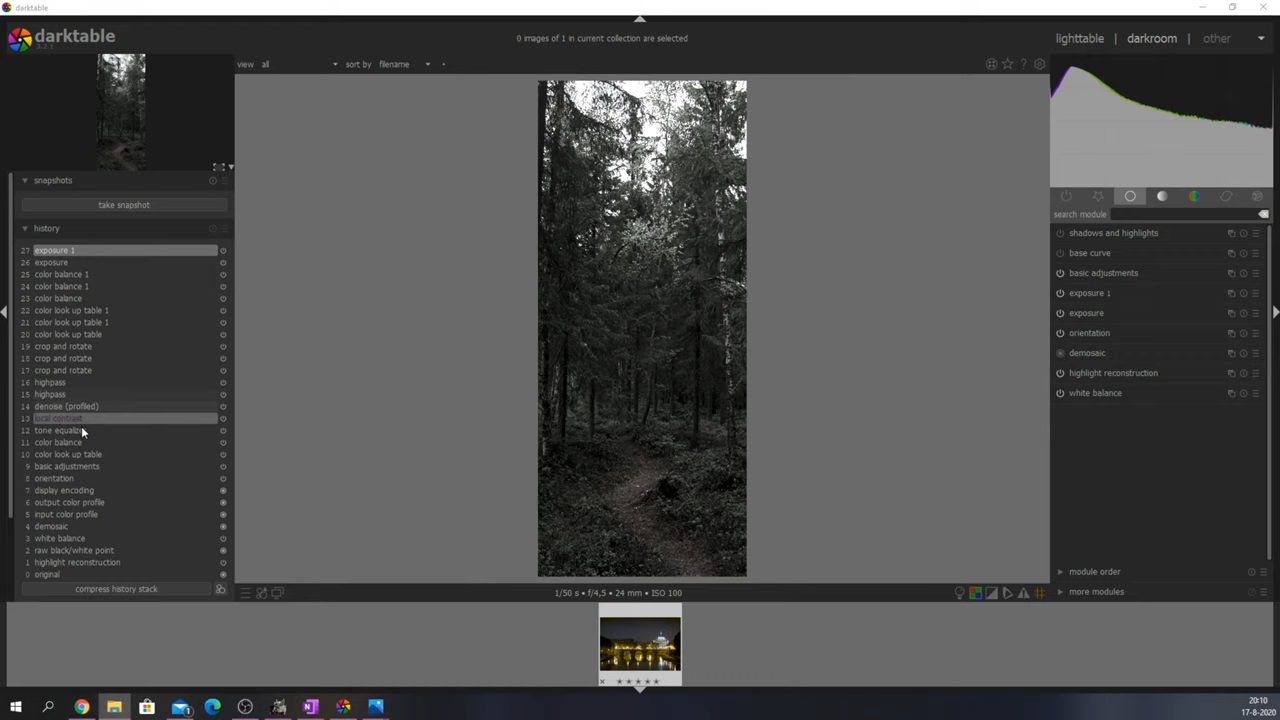 darktable
darktable
3.2.1
0 images of 1 in current collection are selected
lighttable | darkroom | other
view all sort by filename
snapshots
take snapshot
history
27 exposure 1
26 exposure
25 color balance 1
24 color balance 1
23 color balance
22 color look up table 1
21 color look up table 1
20 color look up table
19 crop and rotate
18 crop and rotate
17 crop and rotate
16 highpass
15 highpass
14 denoise (profiled)
13 local contrast
12 tone equalizer
11 color balance
10 color look up table
9 basic adjustments
8 orientation
7 display encoding
6 output color profile
5 input color profile
4 demosaic
3 white balance
2 raw black/white point
1 highlight reconstruction
0 original
compress history stack
search module
shadows and highlights
base curve
basic adjustments
exposure 1
exposure
orientation
demosaic
highlight reconstruction
white balance
module order
more modules
1/50 s • f/4,5 • 24 mm • ISO 100
20:10
17-8-2020